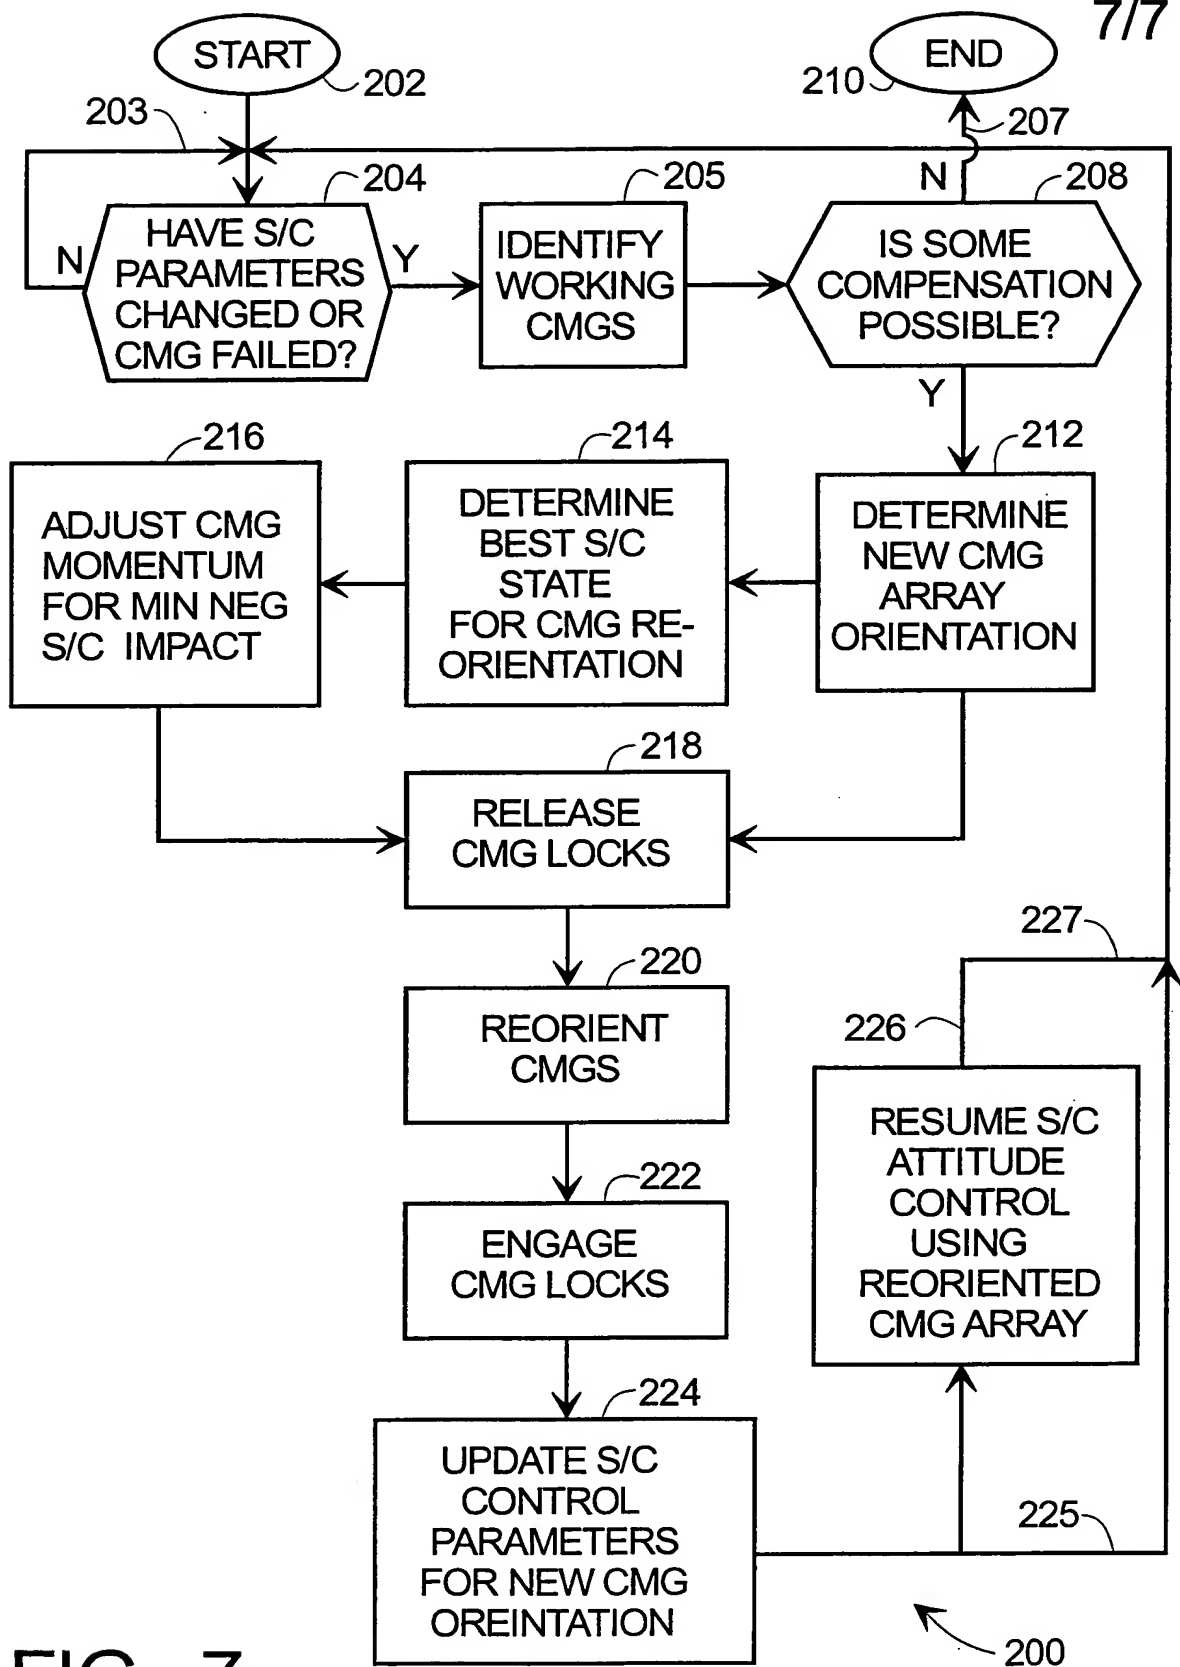 7/7
START
202
END
210
203
207
204
205
N
208
HAVE S/C
PARAMETERS
CHANGED OR
CMG FAILED?
N
Y
IDENTIFY
WORKING
CMGS
IS SOME
COMPENSATION
POSSIBLE?
Y
216
214
212
ADJUST CMG
MOMENTUM
FOR MIN NEG
S/C IMPACT
DETERMINE
BEST S/C
STATE
FOR CMG RE-
ORIENTATION
DETERMINE
NEW CMG
ARRAY
ORIENTATION
218
RELEASE
CMG LOCKS
227
220
REORIENT
CMGS
226
222
ENGAGE
CMG LOCKS
RESUME S/C
ATTITUDE
CONTROL
USING
REORIENTED
CMG ARRAY
224
UPDATE S/C
CONTROL
PARAMETERS
FOR NEW CMG
OREINTATION
225
200
FIG. 7